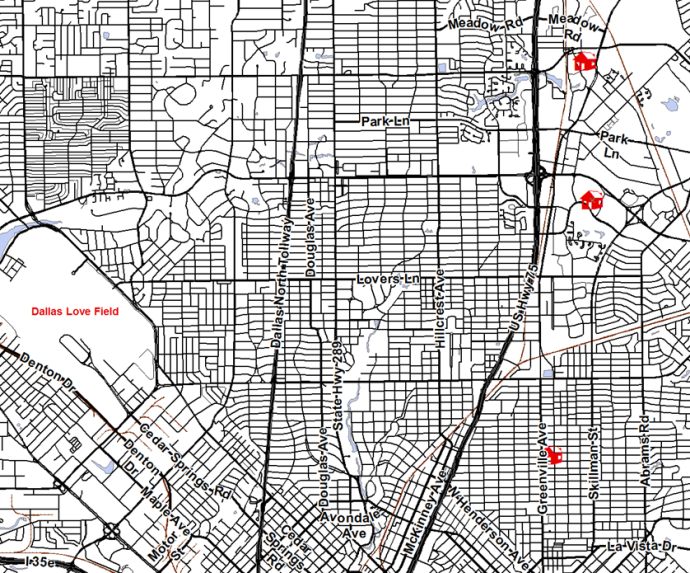 Meadow Rd
Meadow
Rd
Park Ln
Park
Ln
Douglas Ave
Dallas North Tollway
Lovers Ln
US Hwy 75
Hillcrest Ave
Dallas Love Field
State Hwy 289
Denton Dr
Cedar Springs Rd
Denton
Dr
Maple Ave
Motor
St
I35e
Douglas Ave
Avondale
Ave
Cedar
Springs
Rd
McKinney Ave
N Henderson Ave
Greenville Ave
Skillman St
Abrams Rd
La Vista Dr